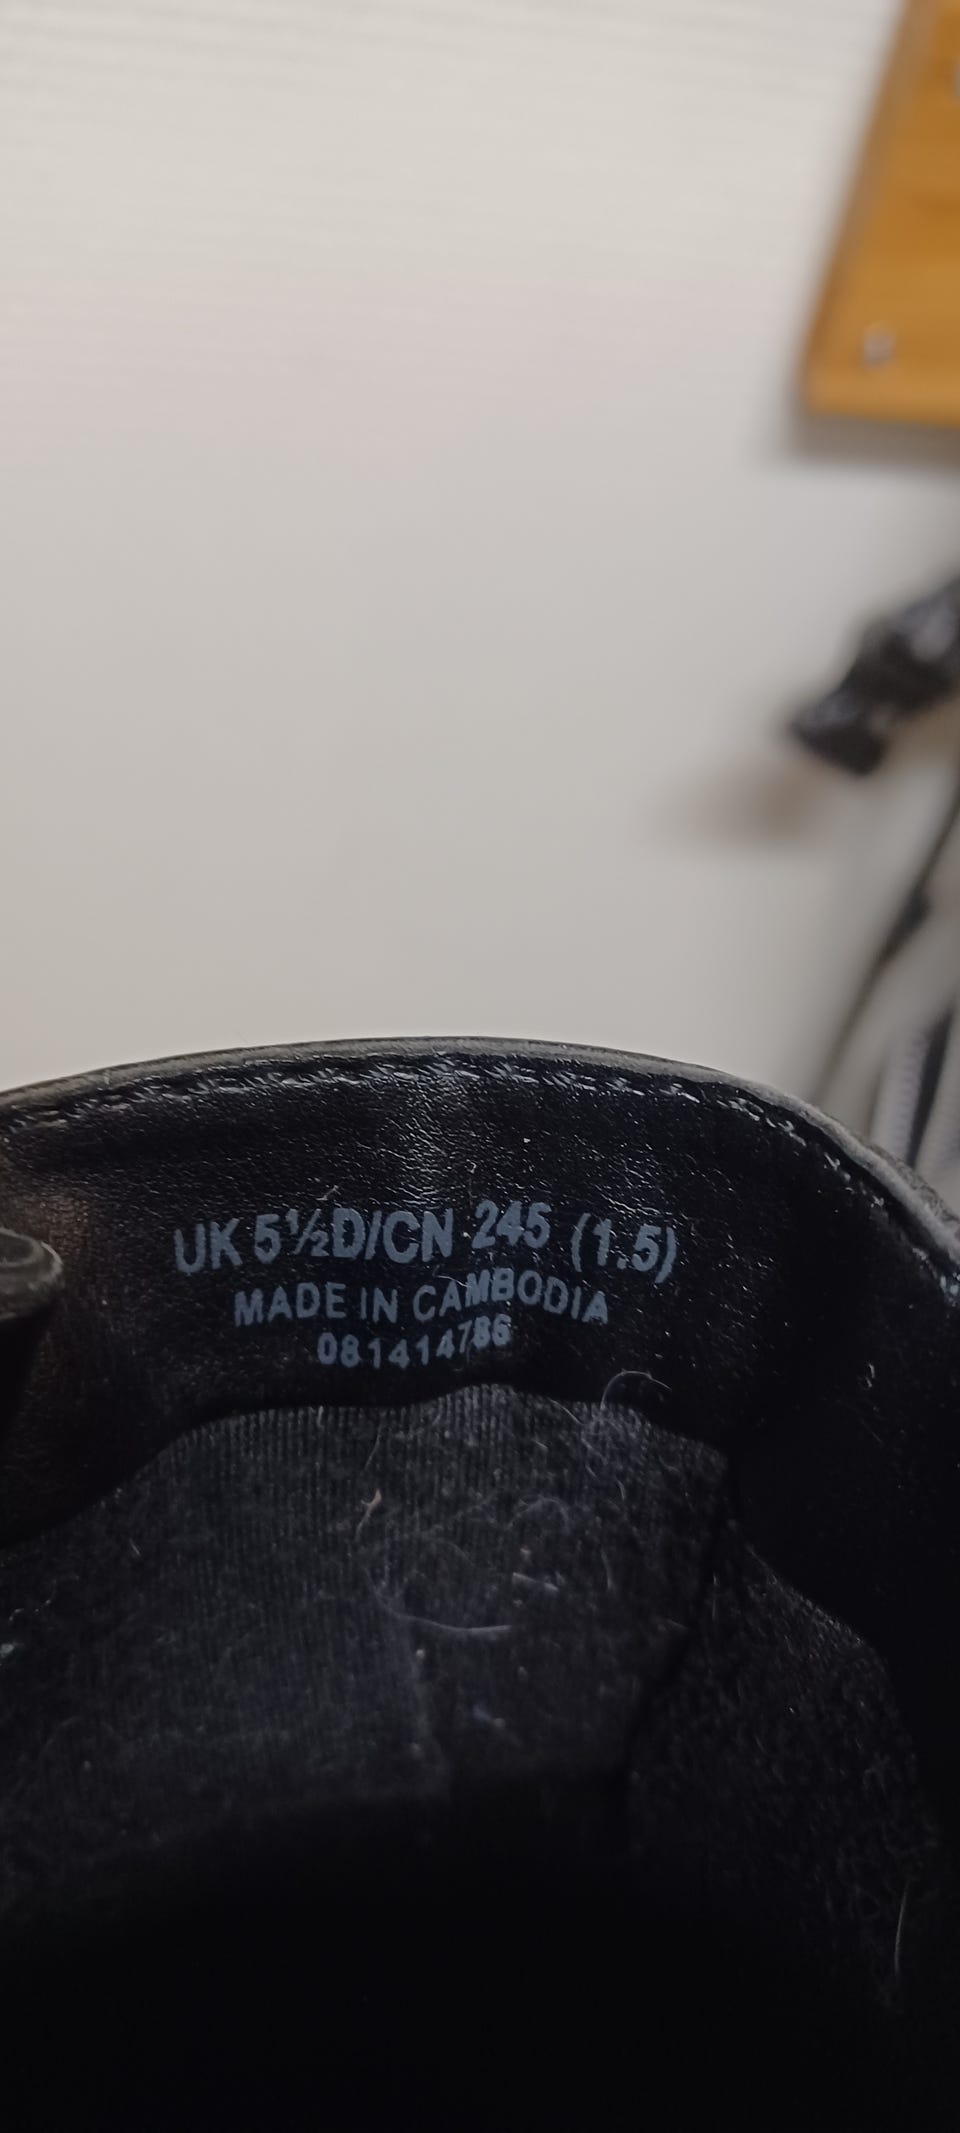 UK 5½D/CN 245 (1.5)
MADE IN CAMBODIA
081414786